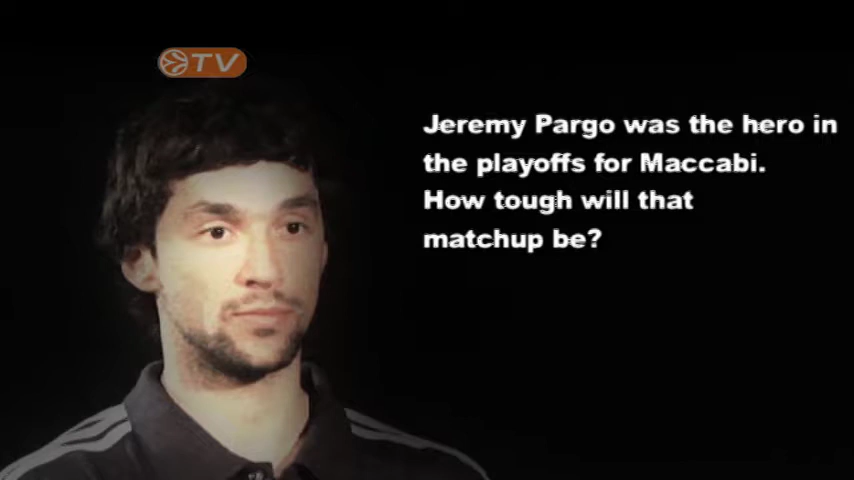 TV
Jeremy Pargo was the hero in
the playoffs for Maccabi.
How tough will that
matchup be?